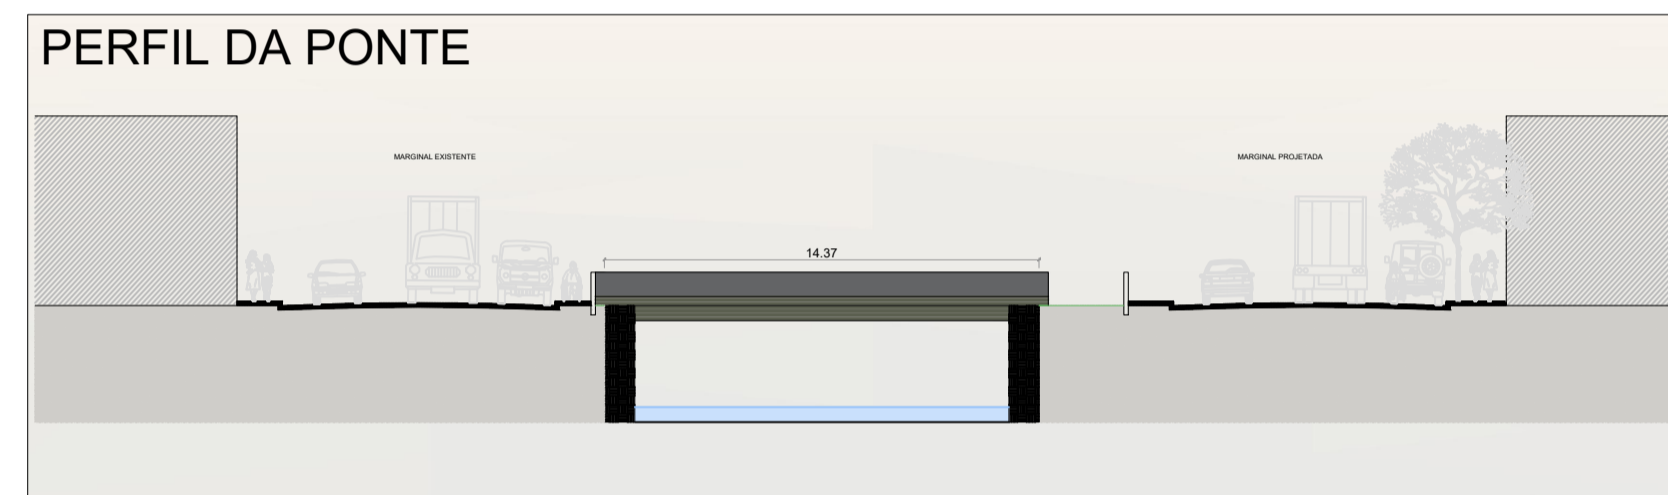 PERFIL DA PONTE
MARGINAL EXISTENTE
MARGINAL PROJETADA
14.37